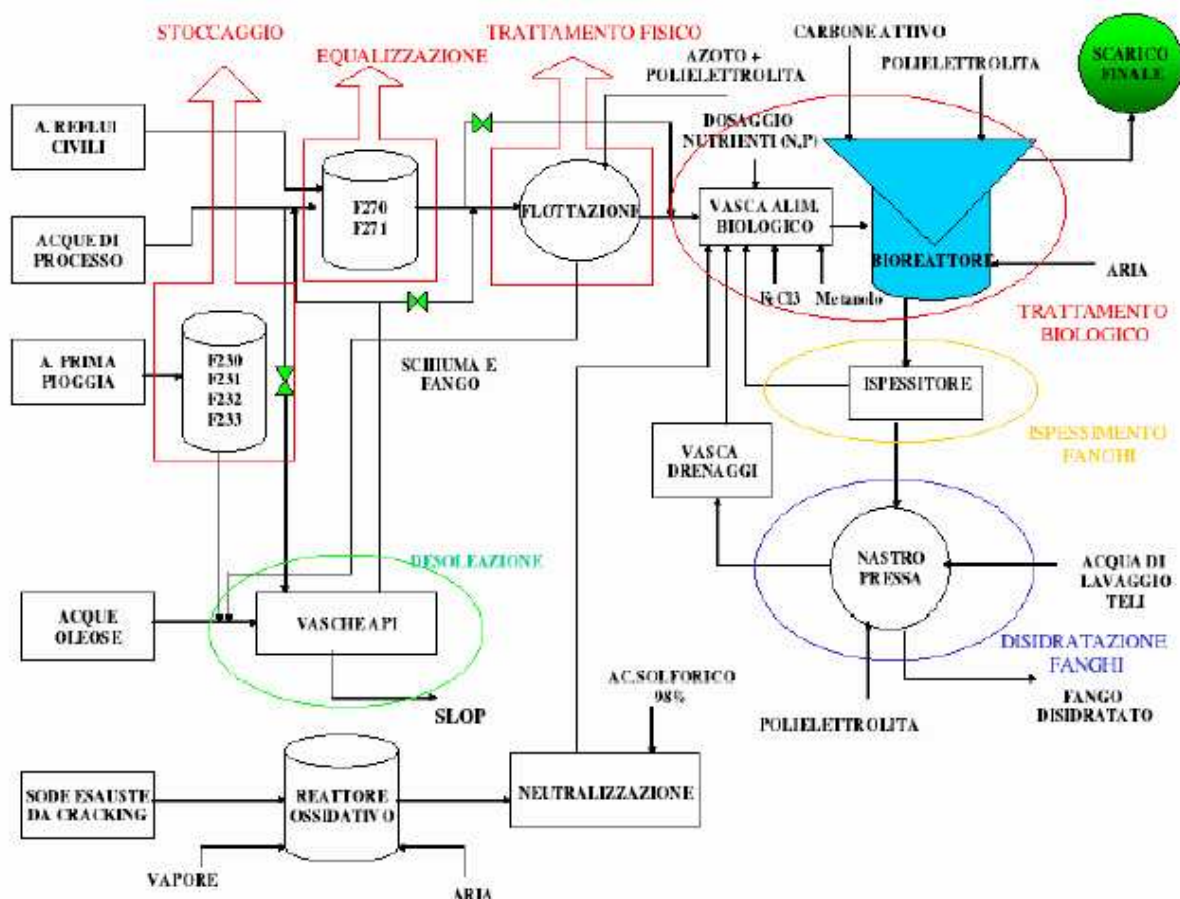 STOCCAGGIO
EQUALIZZAZIONE
TRATTAMENTO FISICO
CARBONE ATTIVO
POLIELETTROLITA
SCARICO
FINALE
AZOTO +
POLIELETTROLITA
DOSAGGIO
NUTRIENTI (N,P)
A. REFLUI
CIVILI
F270
F271
FLOTTAZIONE
VASCA ALIM.
BIOLOGICO
BIOREATTORE
ACQUE DI
PROCESSO
ARIA
FeCl3
Metanolo
TRATTAMENTO
BIOLOGICO
A. PRIMA
PIOGGIA
F230
F231
F232
F233
SCHIUMA E
FANGO
ISPESSITORE
ISPESSIMENTO
FANGHI
VASCA
DRENAGGI
NASTRO
PRESSA
ACQUA DI
LAVAGGIO
TELI
DESOLEAZIONE
ACQUE
OLEOSE
VASCHE API
DISIDRATAZIONE
FANGHI
SLOP
AC.SOLFORICO
98%
POLIELETTROLITA
FANGO
DISIDRATATO
SODE ESAUSTE
DA CRACKING
REATTORE
OSSIDATIVO
NEUTRALIZZAZIONE
VAPORE
ARIA